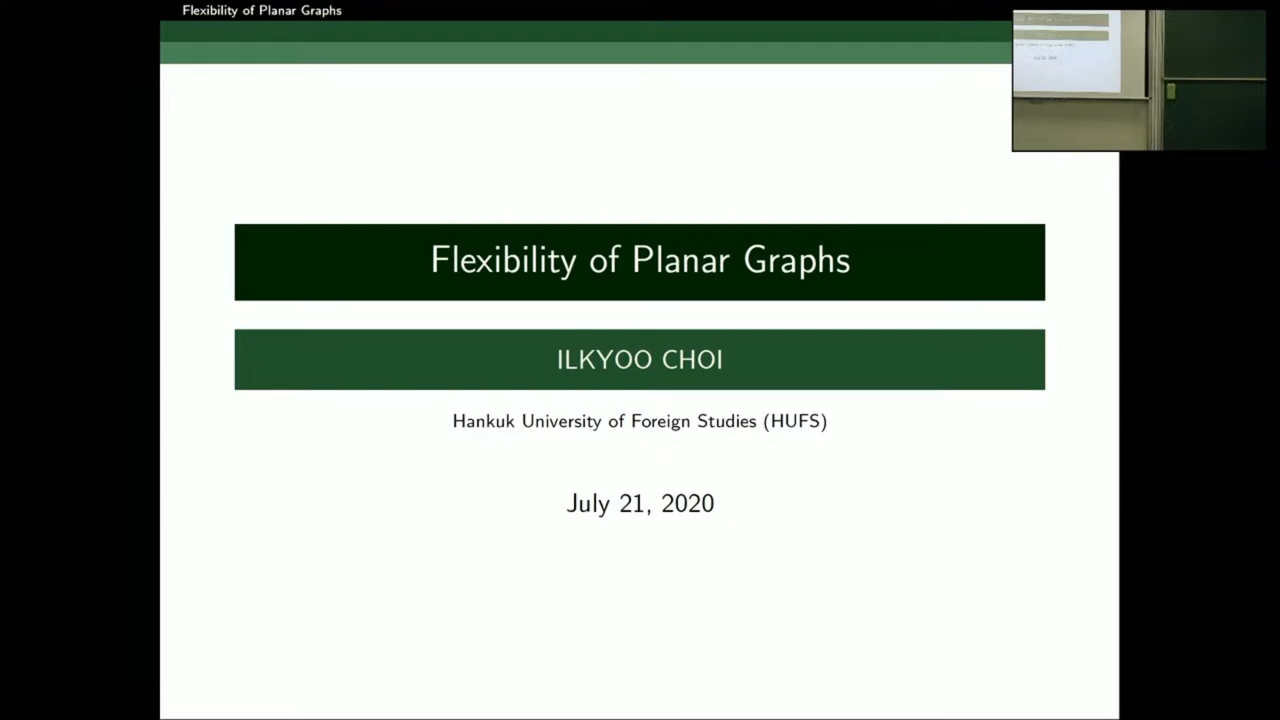 Flexibility of Planar Graphs
Flexibility of Planar Graphs
ILKYOO CHOI
Hankuk University of Foreign Studies (HUFS)
July 21, 2020